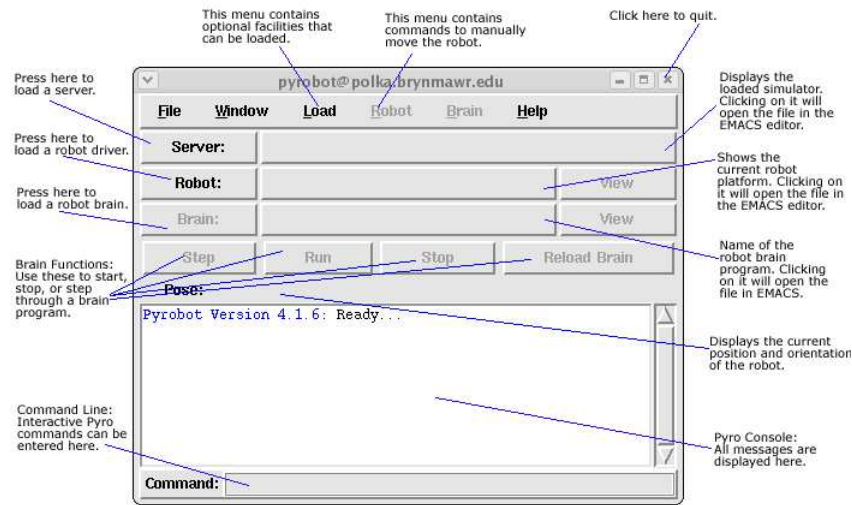 This menu contains
optional facilities that
can be loaded.
This menu contains
commands to manually
move the robot.
Click here to quit.
Press here to
load a server.
Press here to
load a robot driver.
Press here to
load a robot brain.
Brain Functions:
Use these to start,
stop, or step
through a brain
program.
Command Line:
Interactive Pyro
commands can be
entered here.
pyrobot@polka.brynmawr.edu
File Window Load Robot Brain Help
Server:
Robot: View
Brain: View
Step Run Stop Reload Brain
Pose:
Pyrobot Version 4.1.6: Ready...
Command:
Displays the
loaded simulator.
Clicking on it will
open the file in the
EMACS editor.
Shows the
current robot
platform. Clicking on
it will open the file in
the EMACS editor.
Name of the
robot brain
program. Clicking
on it will open the
file in EMACS.
Displays the current
position and orientation
of the robot.
Pyro Console:
All messages are
displayed here.